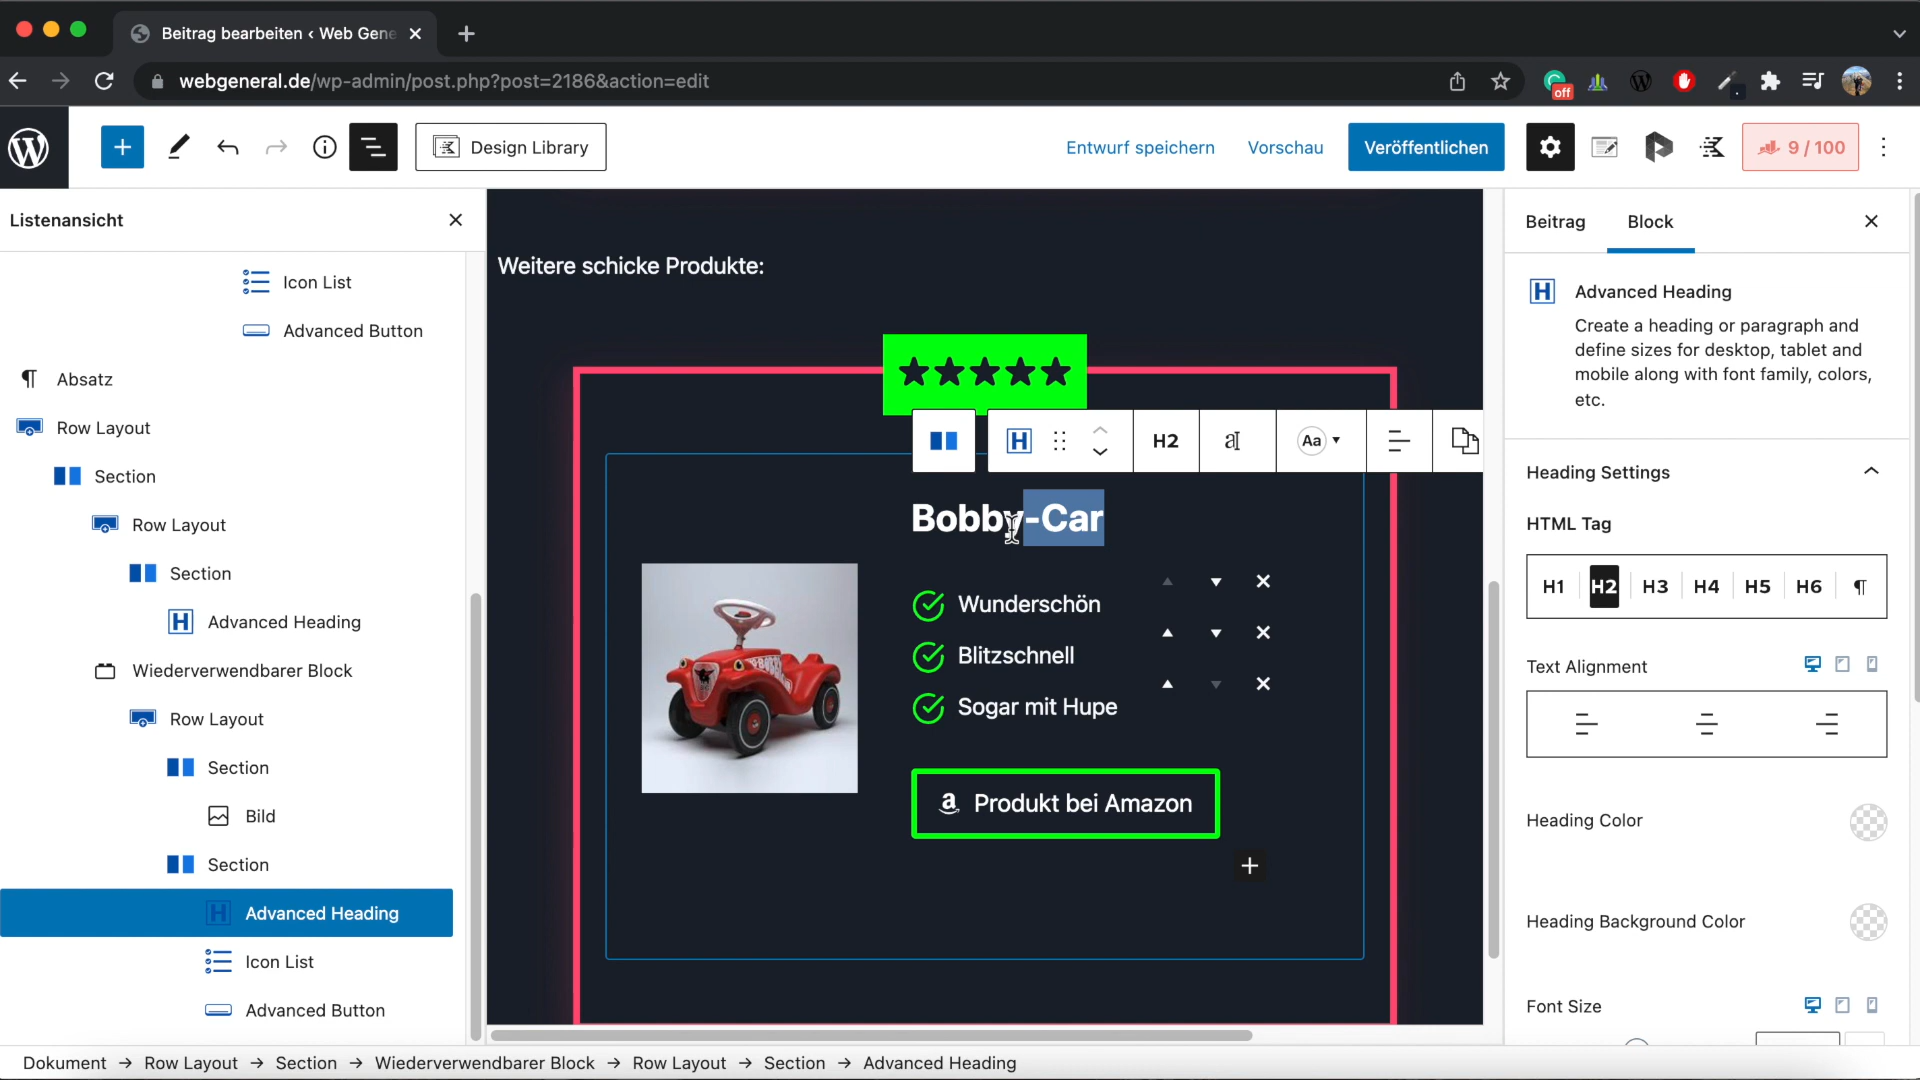 Beitrag bearbeiten ‹ Web Gene
webgeneral.de/wp-admin/post.php?post=2186&action=edit
off
Design Library
Entwurf speichern
Vorschau
Veröffentlichen
9 / 100
Listenansicht
Icon List
Advanced Button
Absatz
Row Layout
Section
Row Layout
Section
Advanced Heading
Wiederverwendbarer Block
Row Layout
Section
Bild
Section
Advanced Heading
Icon List
Advanced Button
Weitere schicke Produkte:
H2
Aa
Bobby-Car
Wunderschön
Blitzschnell
Sogar mit Hupe
Produkt bei Amazon
Beitrag
Block
Advanced Heading
Create a heading or paragraph and
define sizes for desktop, tablet and
mobile along with font family, colors,
etc.
Heading Settings
HTML Tag
H1 H2 H3 H4 H5 H6 ¶
Text Alignment
Heading Color
Heading Background Color
Font Size
Dokument → Row Layout → Section → Wiederverwendbarer Block → Row Layout → Section → Advanced Heading